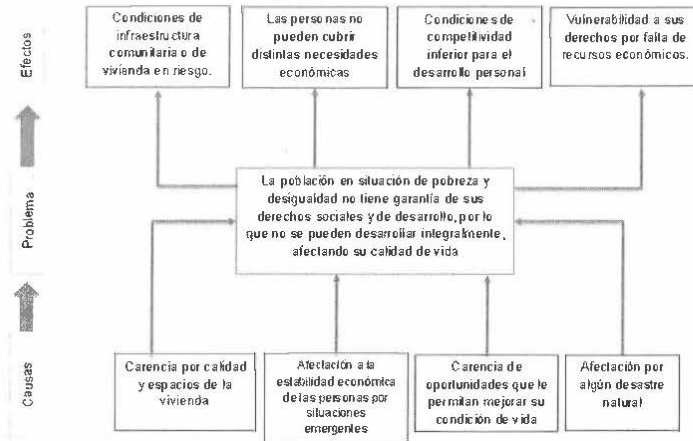 Efectos
Condiciones de
infraestructura
comunitaria o de
vivienda en riesgo.
Las personas no
pueden cubrir
distintas necesidades
económicas
Condiciones de
competitividad
inferior para el
desarrollo personal
Vulnerabilidad a sus
derechos por falta de
recursos económicos.
Problema
La población en situación de pobreza y
desigualdad no tiene garantía de sus
derechos sociales y de desarrollo, por lo
que no se pueden desarrollar integralmente,
afectando su calidad de vida
Causas
Carencia por calidad
y espacios de la
vivienda
Afectación a la
estabilidad económica
de las personas por
situaciones
emergentes
Carencia de
oportunidades que le
permitan mejorar su
condición de vida
Afectación por
algún desastre
natural